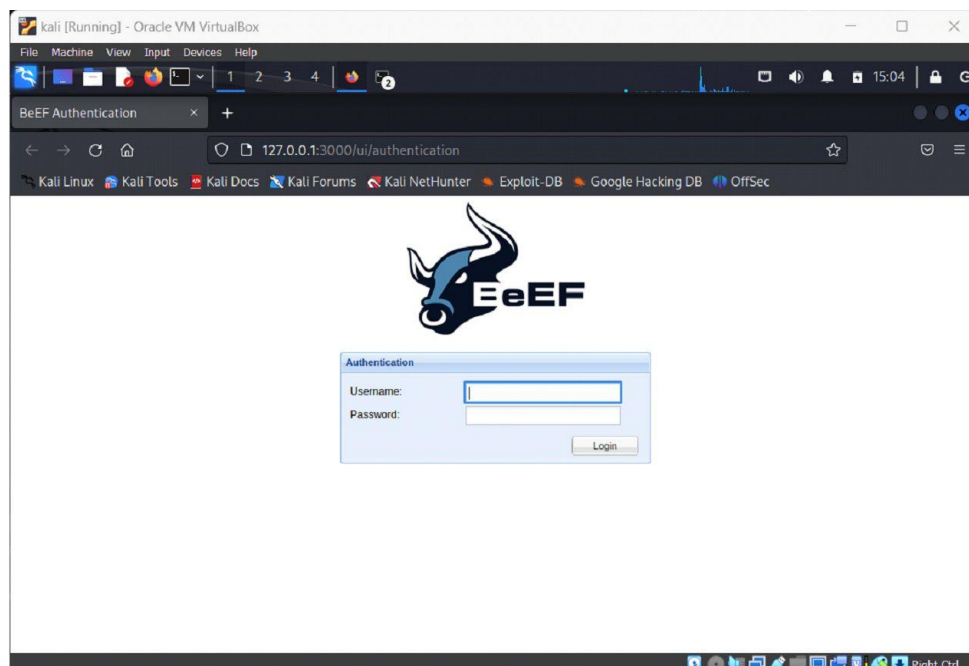 kali [Running] - Oracle VM VirtualBox
File Machine View Input Devices Help
1 2 3 4 2 15:04
BeEF Authentication
127.0.0.1:3000/ui/authentication
Kali Linux Kali Tools Kali Docs Kali Forums Kali NetHunter Exploit-DB Google Hacking DB OffSec
BeEF
Authentication
Username:
Password:
Login
Right Ctrl